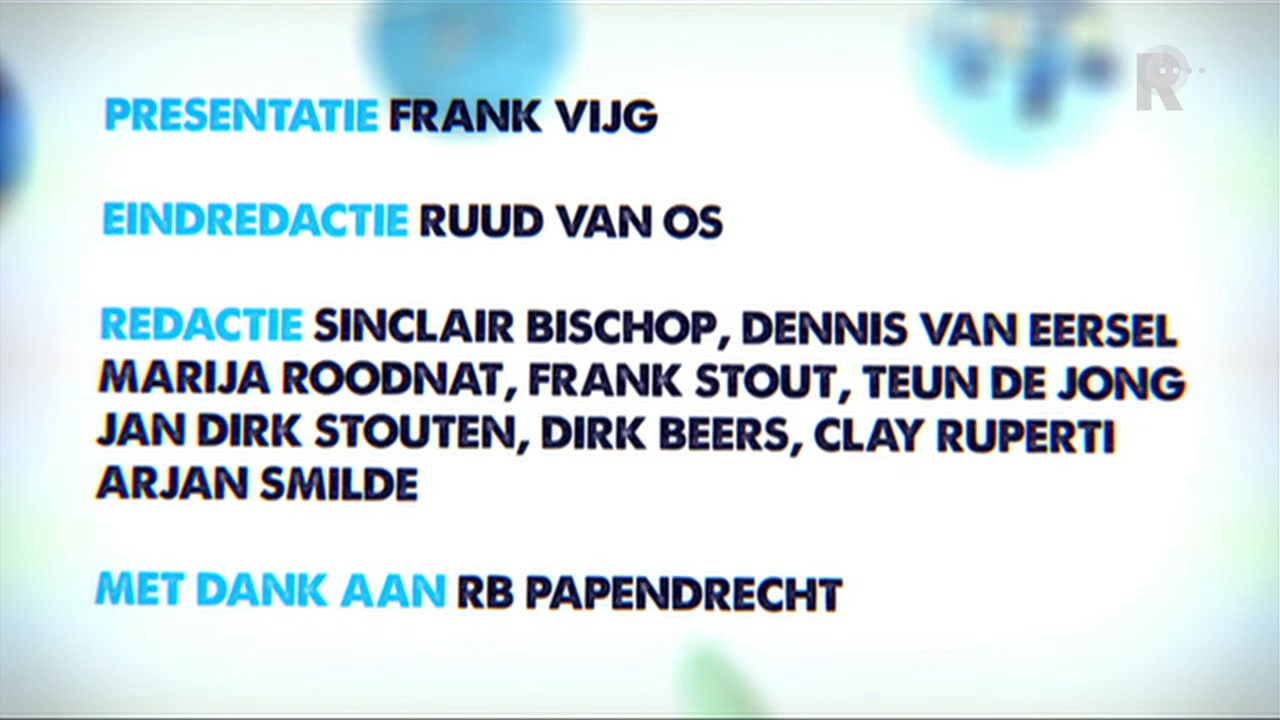 PRESENTATIE FRANK VIJG
EINDREDACTIE RUUD VAN OS
REDACTIE SINCLAIR BISCHOP, DENNIS VAN EERSEL
MARIJA ROODNAT, FRANK STOUT, TEUN DE JONG
JAN DIRK STOUTEN, DIRK BEERS, CLAY RUPERTI
ARJAN SMILDE
MET DANK AAN RB PAPENDRECHT
R